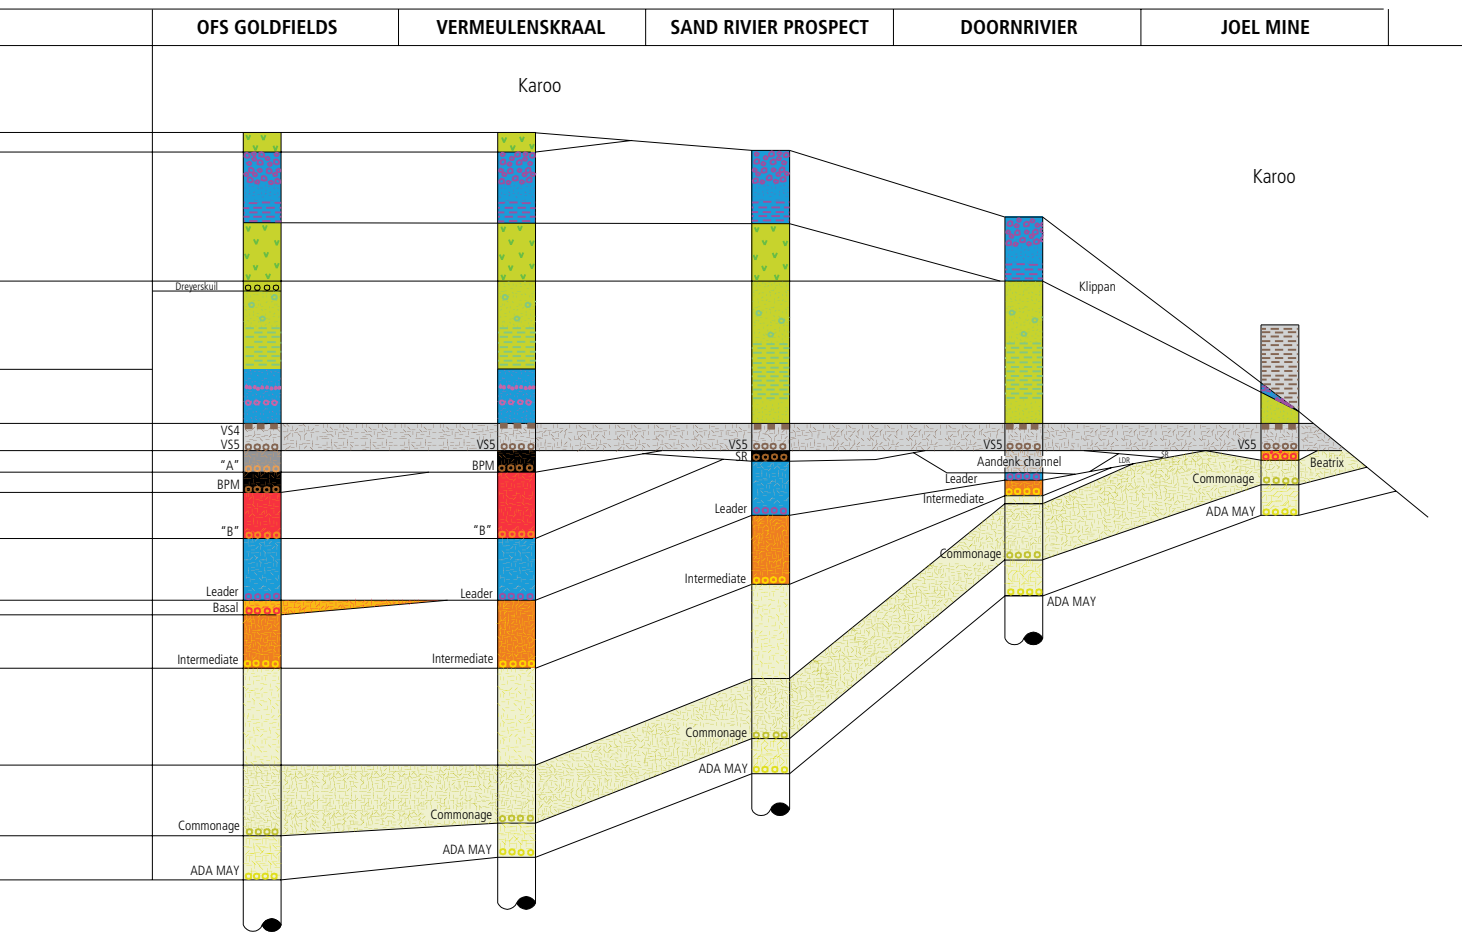 OFS GOLDFIELDS
VERMEULENSKRAAL
SAND RIVIER PROSPECT
DOORNRIVIER
JOEL MINE
Karoo
Karoo
Dreyerskuil
Klippan
VS4
VS5
VS5
VS5
VS5
VS5
"A"
BPM
SR
Aandenk channel
LDR
SR
Beatrix
BPM
Leader
Commonage
Intermediate
"B"
"B"
Leader
ADA MAY
Commonage
Leader
Leader
Intermediate
ADA MAY
Basal
Intermediate
Intermediate
Commonage
ADA MAY
Commonage
Commonage
ADA MAY
ADA MAY